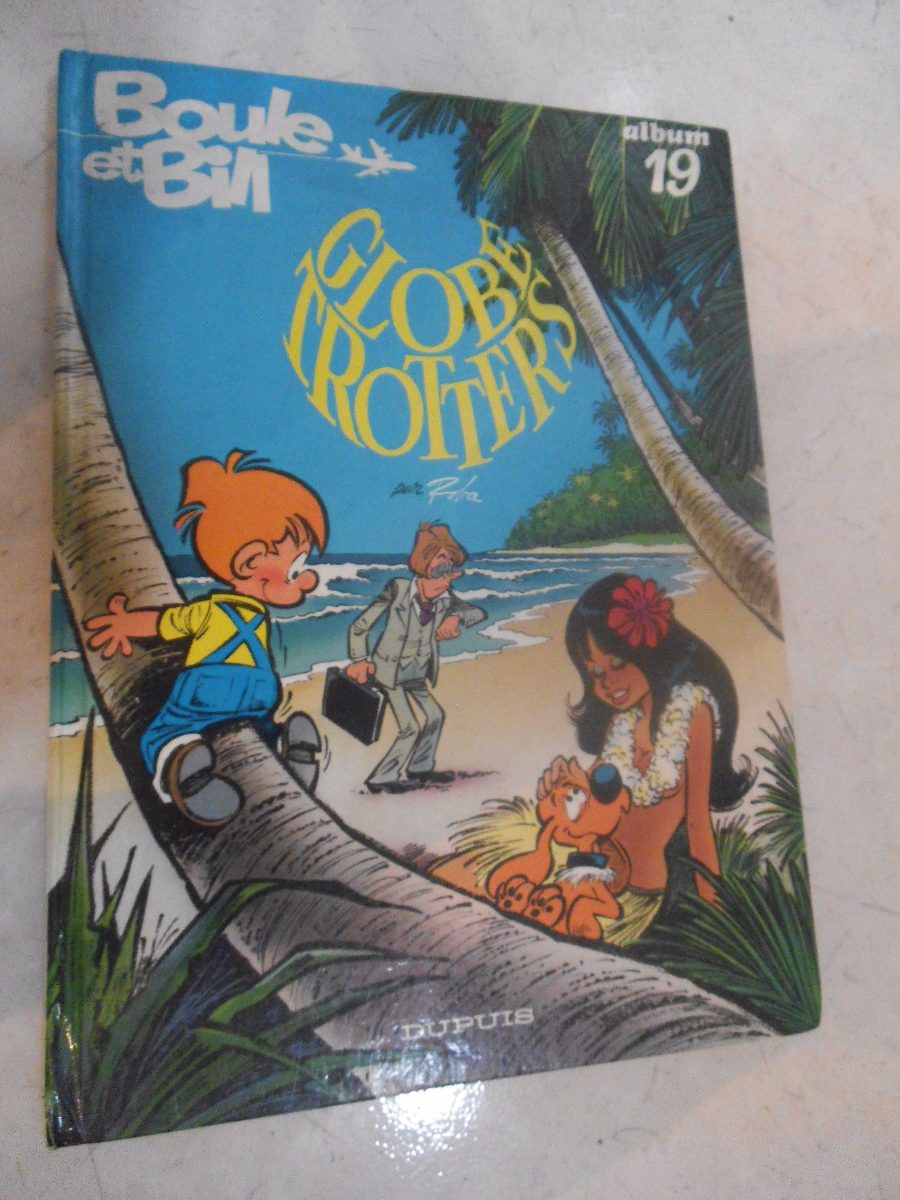 Boule
et Bill
album
19
GLOBE
TROTTERS
par Roba
DUPUIS